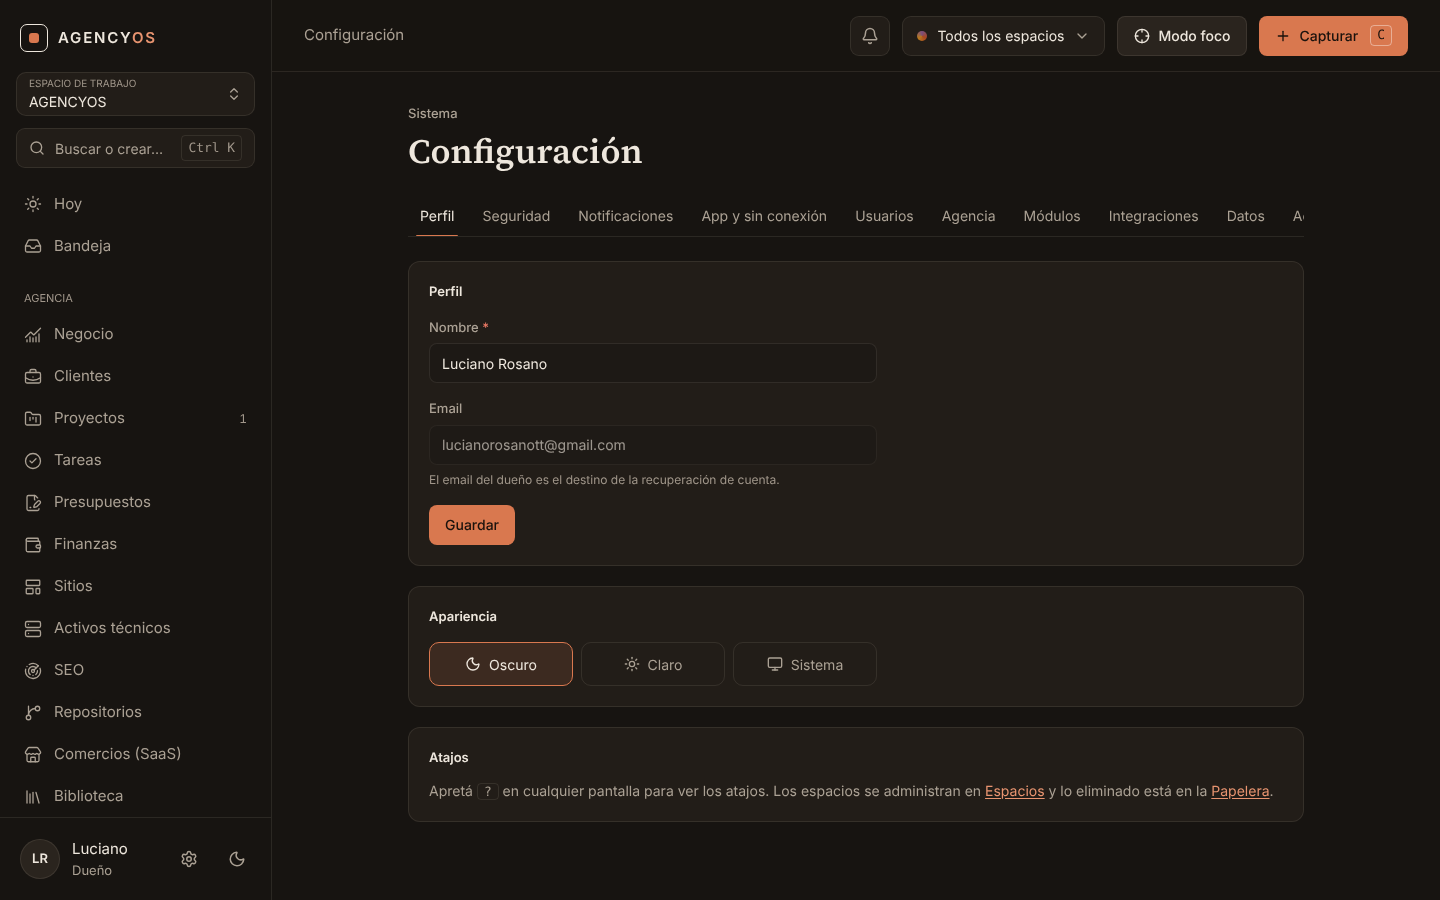 AGENCYOS
ESPACIO DE TRABAJO
AGENCYOS
Buscar o crear... Ctrl K
Hoy
Bandeja
AGENCIA
Negocio
Clientes
Proyectos 1
Tareas
Presupuestos
Finanzas
Sitios
Activos técnicos
SEO
Repositorios
Comercios (SaaS)
Biblioteca
LR
Luciano
Dueño
Configuración
Todos los espacios
Modo foco
Capturar C
Sistema
Configuración
Perfil Seguridad Notificaciones App y sin conexión Usuarios Agencia Módulos Integraciones Datos
Perfil
Nombre *
Luciano Rosano
Email
lucianorosanott@gmail.com
El email del dueño es el destino de la recuperación de cuenta.
Guardar
Apariencia
Oscuro Claro Sistema
Atajos
Apretá ? en cualquier pantalla para ver los atajos. Los espacios se administran en Espacios y lo eliminado está en la Papelera.